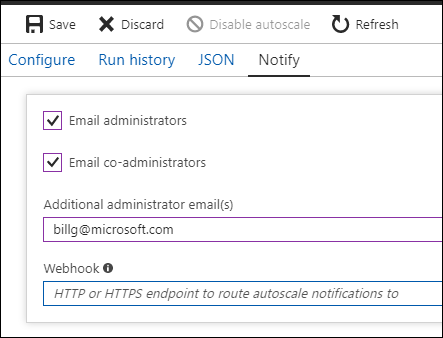 Save Discard Disable autoscale Refresh
Configure Run history JSON Notify
Email administrators
Email co-administrators
Additional administrator email(s)
billg@microsoft.com
Webhook
HTTP or HTTPS endpoint to route autoscale notifications to